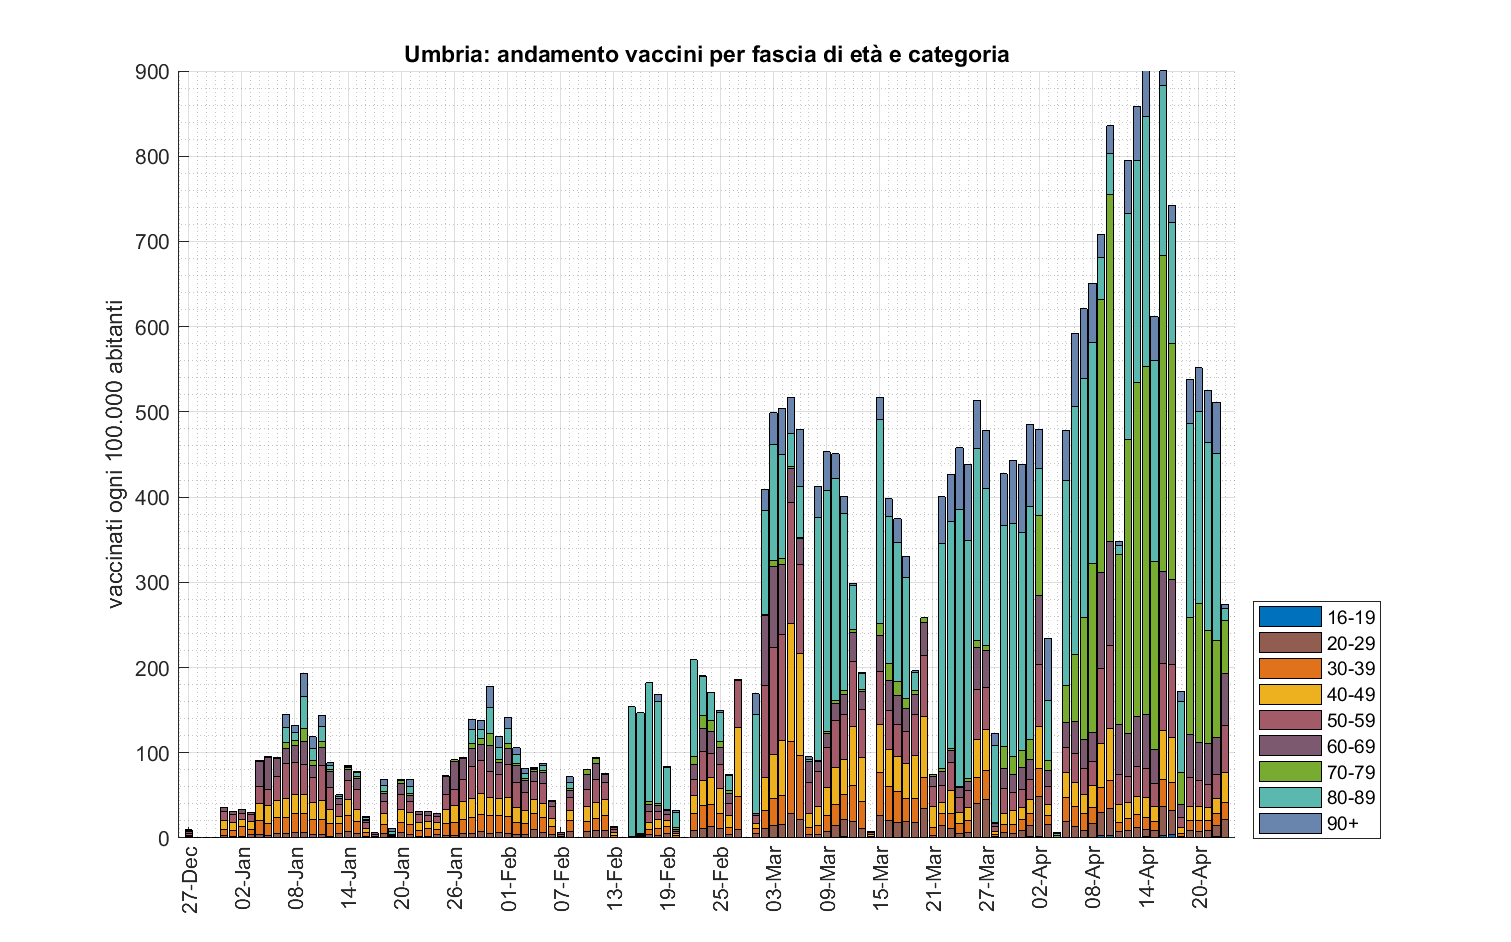 Umbria: andamento vaccini per fascia di età e categoria
vaccinati ogni 100.000 abitanti
900
800
700
600
500
400
300
200
100
0
27-Dec
02-Jan
08-Jan
14-Jan
20-Jan
26-Jan
01-Feb
07-Feb
13-Feb
19-Feb
25-Feb
03-Mar
09-Mar
15-Mar
21-Mar
27-Mar
02-Apr
08-Apr
14-Apr
20-Apr
16-19
20-29
30-39
40-49
50-59
60-69
70-79
80-89
90+